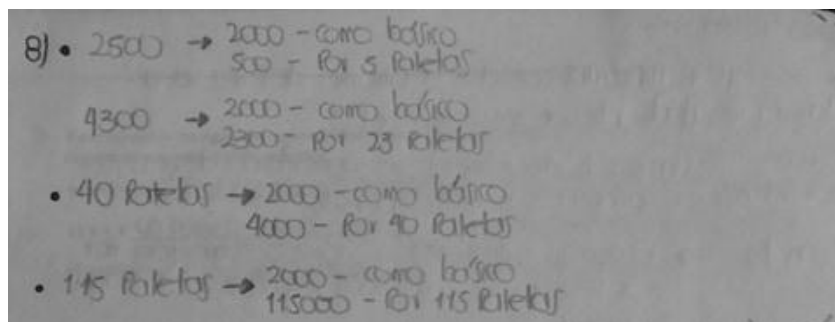 8) • 2500 → 2000 - como básico
500 - Por 5 Paletas
4300 → 2000 - como básico
2300 - Por 23 Paletas
• 40 Paletas → 2000 - como básico
4000 - Por 40 Paletas
• 115 Paletas → 2000 - como básico
115000 - Por 115 Paletas